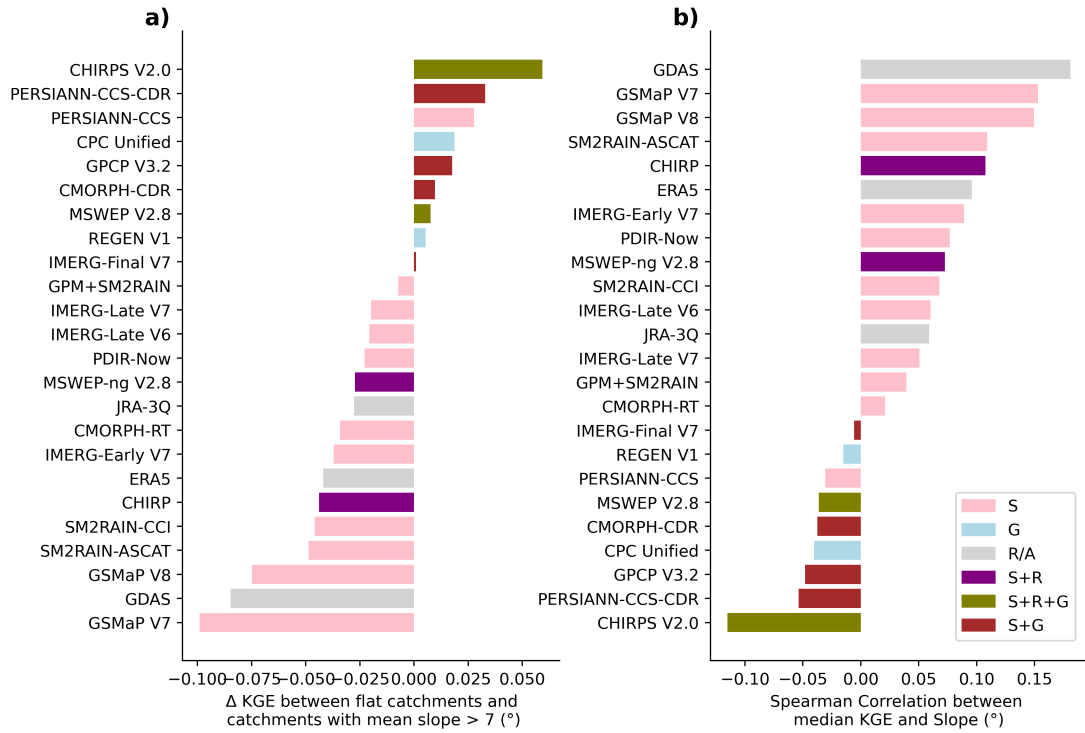 a)
CHIRPS V2.0
PERSIANN-CCS-CDR
PERSIANN-CCS
CPC Unified
GPCP V3.2
CMORPH-CDR
MSWEP V2.8
REGEN V1
IMERG-Final V7
GPM+SM2RAIN
IMERG-Late V7
IMERG-Late V6
PDIR-Now
MSWEP-ng V2.8
JRA-3Q
CMORPH-RT
IMERG-Early V7
ERA5
CHIRP
SM2RAIN-CCI
SM2RAIN-ASCAT
GSMaP V8
GDAS
GSMaP V7
−0.100 −0.075 −0.050 −0.025 0.000 0.025 0.050
Δ KGE between flat catchments and
catchments with mean slope > 7 (°)
b)
GDAS
GSMaP V7
GSMaP V8
SM2RAIN-ASCAT
CHIRP
ERA5
IMERG-Early V7
PDIR-Now
MSWEP-ng V2.8
SM2RAIN-CCI
IMERG-Late V6
JRA-3Q
IMERG-Late V7
GPM+SM2RAIN
CMORPH-RT
IMERG-Final V7
REGEN V1
PERSIANN-CCS
MSWEP V2.8
CMORPH-CDR
CPC Unified
GPCP V3.2
PERSIANN-CCS-CDR
CHIRPS V2.0
−0.10 −0.05 0.00 0.05 0.10 0.15
Spearman Correlation between
median KGE and Slope (°)
S
G
R/A
S+R
S+R+G
S+G